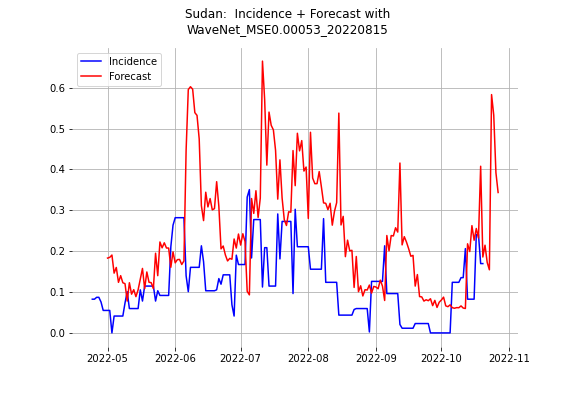 Sudan:  Incidence + Forecast with
WaveNet_MSE0.00053_20220815
Incidence
Forecast
0.6
0.5
0.4
0.3
0.2
0.1
0.0
2022-05 2022-06 2022-07 2022-08 2022-09 2022-10 2022-11